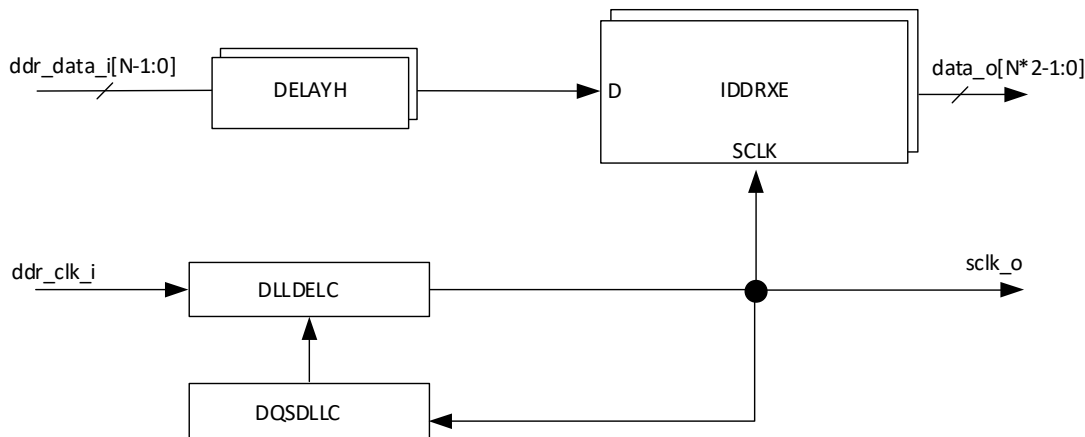 ddr_data_i[N-1:0]
DELAYH
D
IDDRXE
data_o[N*2-1:0]
SCLK
ddr_clk_i
DLLDELC
sclk_o
DQSDLLC